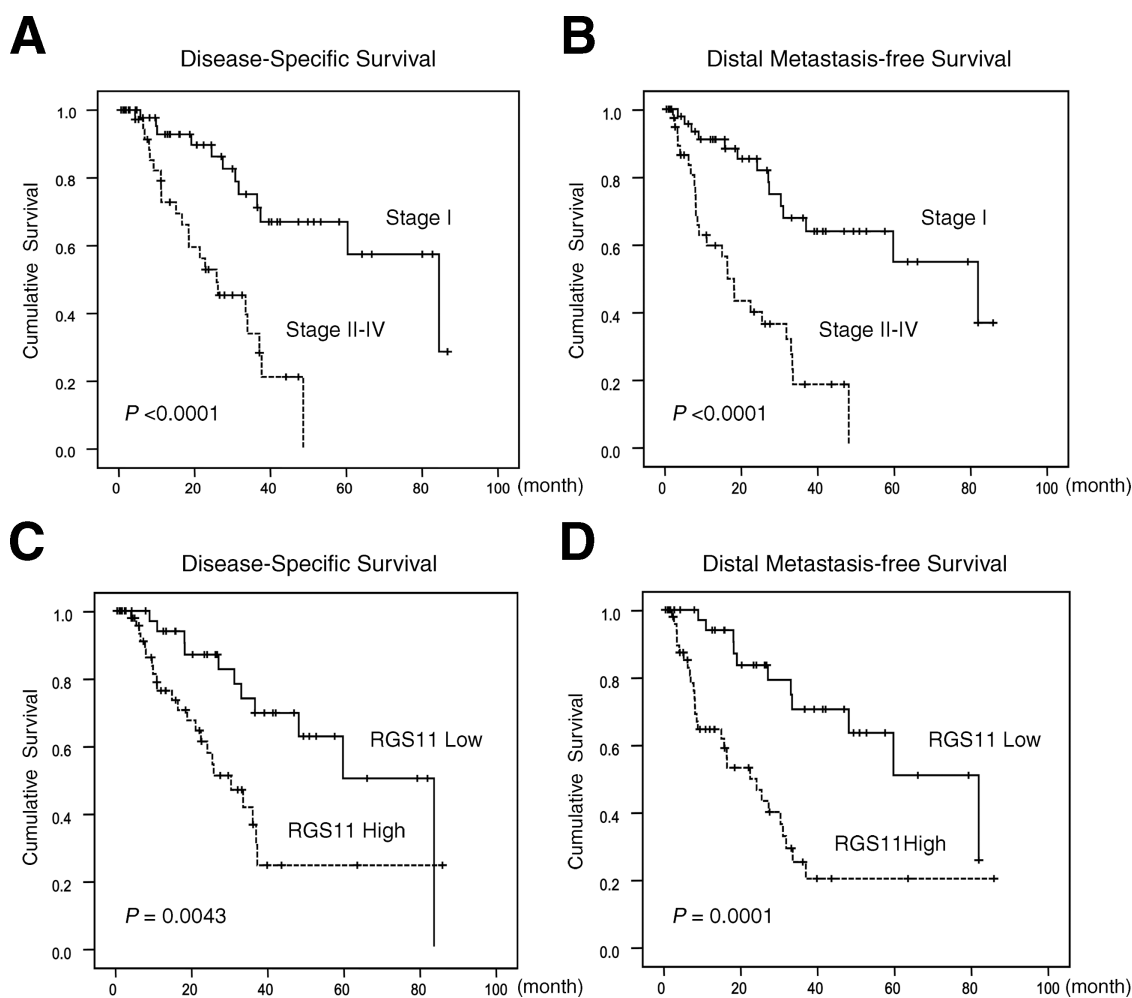 A
Disease-Specific Survival
Cumulative Survival
1.0
0.8
0.6
0.4
0.2
0.0
Stage I
Stage II-IV
P <0.0001
0 20 40 60 80 100 (month)
B
Distal Metastasis-free Survival
Cumulative Survival
1.0
0.8
0.6
0.4
0.2
0.0
Stage I
Stage II-IV
P <0.0001
0 20 40 60 80 100 (month)
C
Disease-Specific Survival
Cumulative Survival
1.0
0.8
0.6
0.4
0.2
0.0
RGS11 Low
RGS11 High
P = 0.0043
0 20 40 60 80 100 (month)
D
Distal Metastasis-free Survival
Cumulative Survival
1.0
0.8
0.6
0.4
0.2
0.0
RGS11 Low
RGS11High
P = 0.0001
0 20 40 60 80 100 (month)